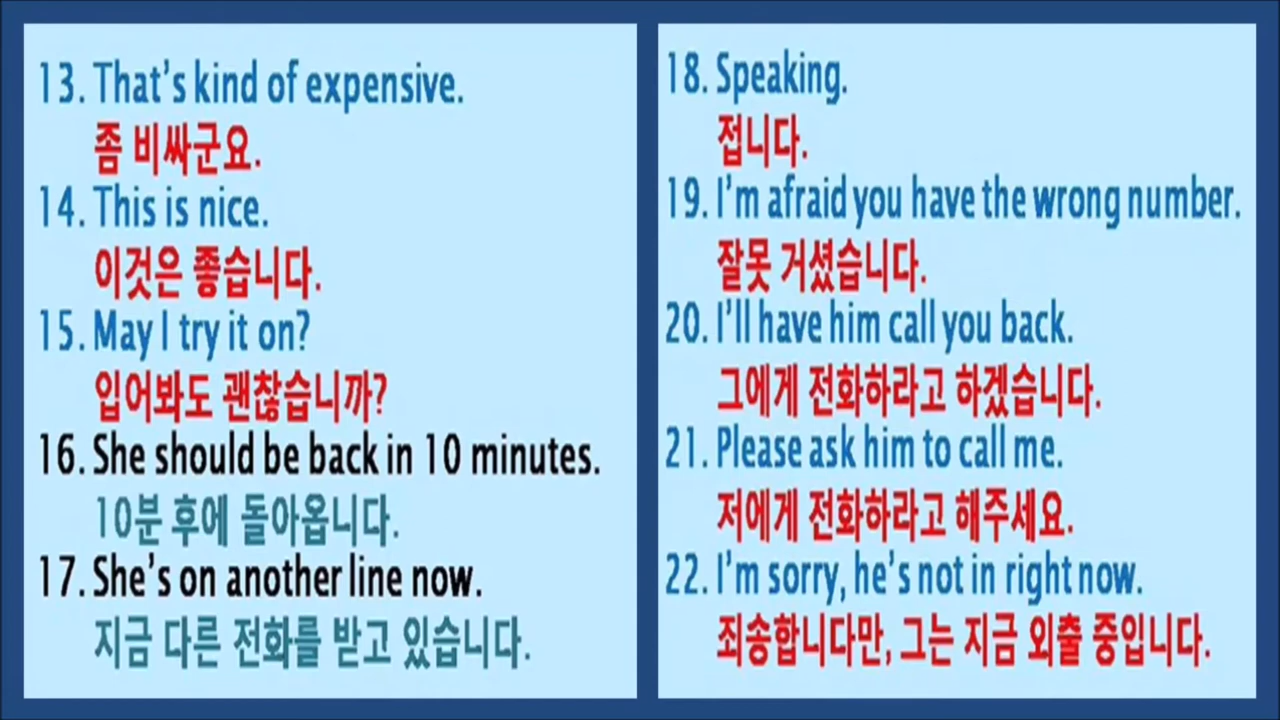 13. That's kind of expensive.
좀 비싸군요.
14. This is nice.
이것은 좋습니다.
15. May I try it on?
입어봐도 괜찮습니까?
16. She should be back in 10 minutes.
10분 후에 돌아옵니다.
17. She's on another line now.
지금 다른 전화를 받고 있습니다.
18. Speaking.
접니다.
19. I'm afraid you have the wrong number.
잘못 거셨습니다.
20. I'll have him call you back.
그에게 전화하라고 하겠습니다.
21. Please ask him to call me.
저에게 전화하라고 해주세요.
22. I'm sorry, he's not in right now.
죄송합니다만, 그는 지금 외출 중입니다.